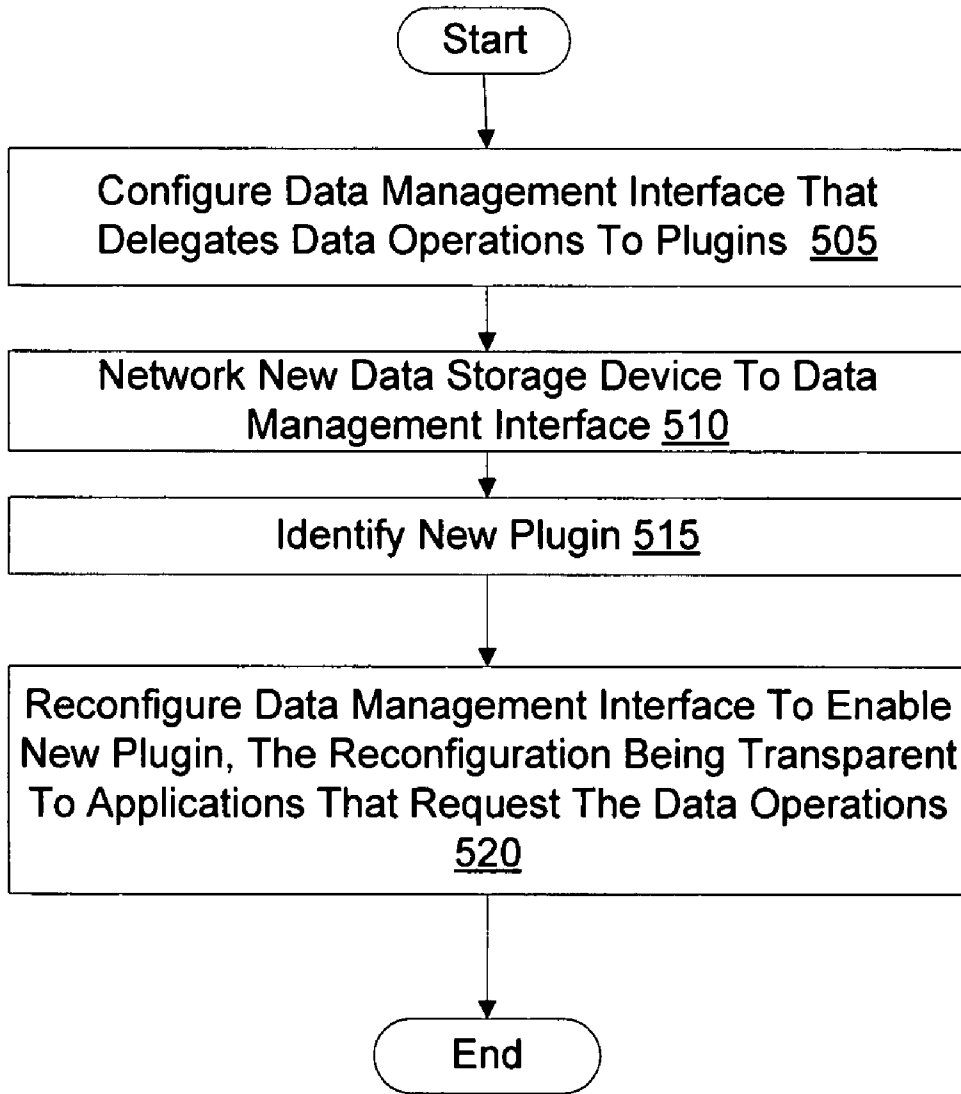 Start
Configure Data Management Interface That
Delegates Data Operations To Plugins 505
Network New Data Storage Device To Data
Management Interface 510
Identify New Plugin 515
Reconfigure Data Management Interface To Enable
New Plugin, The Reconfiguration Being Transparent
To Applications That Request The Data Operations
520
End